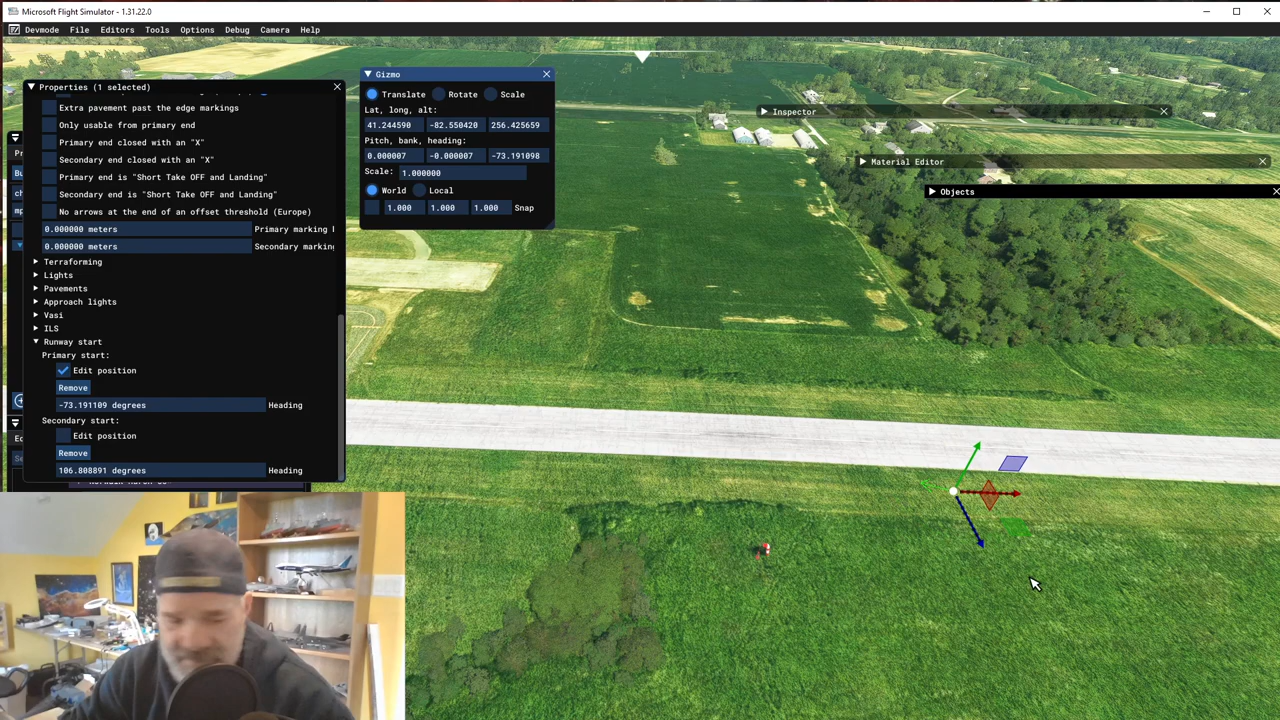 Microsoft Flight Simulator - 1.31.22.0
Devmode File Editors Tools Options Debug Camera Help
Properties (1 selected)
Extra pavement past the edge markings
Only usable from primary end
Primary end closed with an "X"
Secondary end closed with an "X"
Primary end is "Short Take OFF and Landing"
Secondary end is "Short Take OFF and Landing"
No arrows at the end of an offset threshold (Europe)
0.000000 meters Primary marking
0.000000 meters Secondary marking
Terraforming
Lights
Pavements
Approach lights
Vasi
ILS
Runway start
Primary start:
Edit position
Remove
-73.191109 degrees Heading
Secondary start:
Edit position
Remove
106.808891 degrees Heading
Gizmo
Translate Rotate Scale
Lat, long, alt:
41.244590 -82.550420 256.425659
Pitch, bank, heading:
0.000007 -0.000007 -73.191098
Scale: 1.000000
World Local
1.000 1.000 1.000 Snap
Inspector
Material Editor
Objects